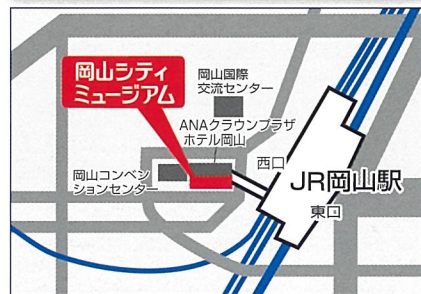 岡山シティ
ミュージアム
岡山国際
交流センター
ANAクラウンプラザ
ホテル岡山
岡山コンベン
ションセンター
西口
JR岡山駅
東口